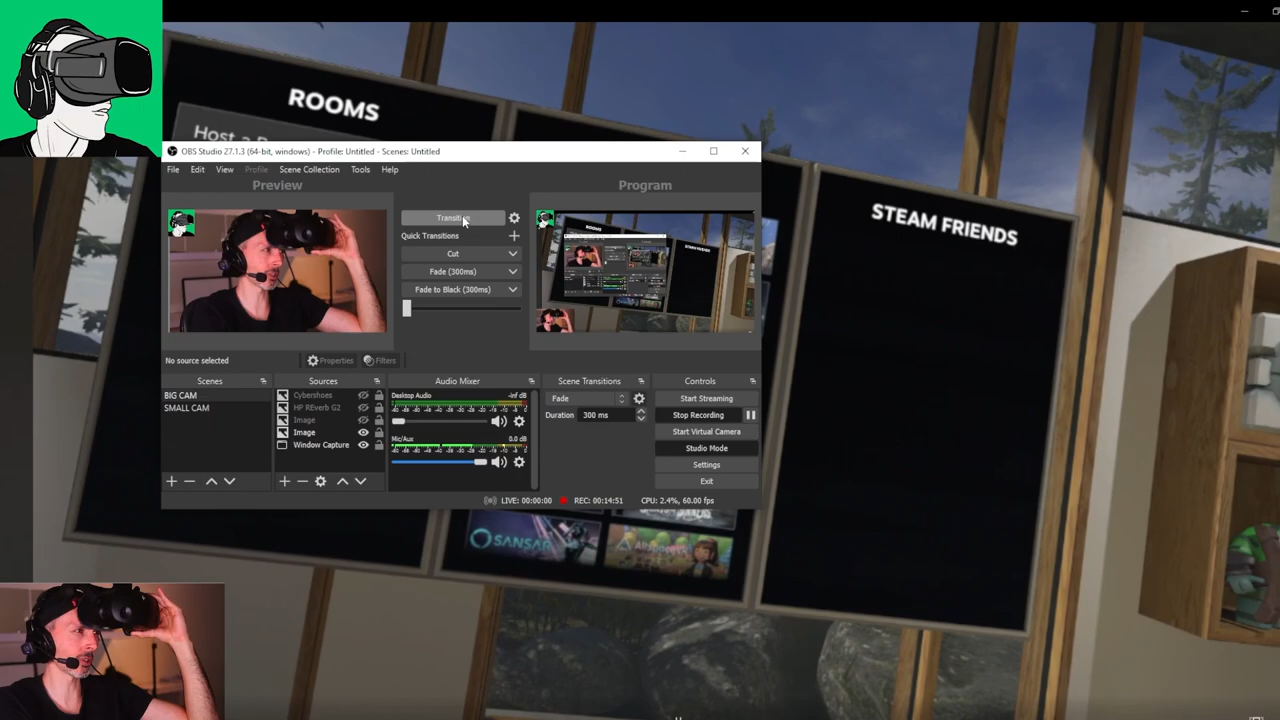 ROOMS
Host a
STEAM FRIENDS
OBS Studio 27.1.3 (64-bit, windows) - Profile: Untitled - Scenes: Untitled
File Edit View Profile Scene Collection Tools Help
Preview
Program
Transition
Quick Transitions
Cut
Fade (300ms)
Fade to Black (300ms)
No source selected
Properties
Filters
Scenes
BIG CAM
SMALL CAM
Sources
Cybershoes
HP REverb G2
Image
Image
Window Capture
Audio Mixer
Desktop Audio -inf dB
Mic/Aux 0.0 dB
Scene Transitions
Fade
Duration 300 ms
Controls
Start Streaming
Stop Recording
Start Virtual Camera
Studio Mode
Settings
Exit
LIVE: 00:00:00 REC: 00:14:51 CPU: 2.4%, 60.00 fps
SANSAR
ROOMS
STEAM FRIENDS